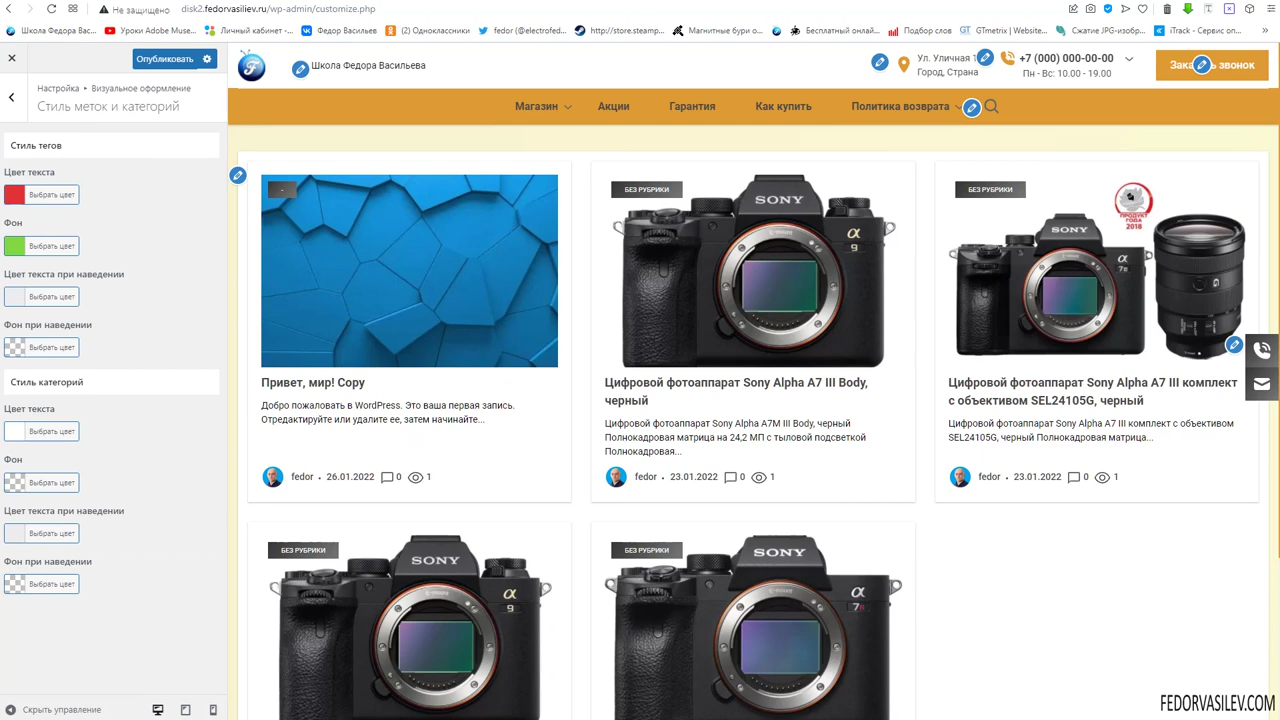 Не защищено
disk2.fedorvasiliev.ru/wp-admin/customize.php
Школа Федора Вас...
Уроки Adobe Muse...
Личный кабинет -...
Федор Васильев
(2) Одноклассники
fedor (@electrofed...
http://store.steamp...
Магнитные бури о...
Бесплатный онлай...
Подбор слов
GTmetrix | Website...
Сжатие JPG-изобр...
iTrack - Сервис оп...
Опубликовать
Настройка ▸ Визуальное оформление
Стиль меток и категорий
Стиль тегов
Цвет текста
Выбрать цвет
Фон
Выбрать цвет
Цвет текста при наведении
Выбрать цвет
Фон при наведении
Выбрать цвет
Стиль категорий
Цвет текста
Выбрать цвет
Фон
Выбрать цвет
Цвет текста при наведении
Выбрать цвет
Фон при наведении
Выбрать цвет
Скрыть управление
Школа Федора Васильева
Ул. Уличная 1
Город, Страна
+7 (000) 000-00-00
Пн - Вс: 10.00 - 19.00
звонок
Магазин
Акции
Гарантия
Как купить
Политика возврата
-
Привет, мир! Copy
Добро пожаловать в WordPress. Это ваша первая запись.
Отредактируйте или удалите ее, затем начинайте...
fedor • 26.01.2022 0 1
БЕЗ РУБРИКИ
SONY
α
9
Цифровой фотоаппарат Sony Alpha A7 III Body,
черный
Цифровой фотоаппарат Sony Alpha A7M III Body, черный
Полнокадровая матрица на 24,2 МП с тыловой подсветкой
Полнокадровая...
fedor • 23.01.2022 0 1
БЕЗ РУБРИКИ
ПРОДУКТ
ГОДА
2018
SONY
α
7III
Цифровой фотоаппарат Sony Alpha A7 III комплект
с объективом SEL24105G, черный
Цифровой фотоаппарат Sony Alpha A7 III комплект с объективом
SEL24105G, черный Полнокадровая матрица...
fedor • 23.01.2022 0 1
БЕЗ РУБРИКИ
SONY
α
9
БЕЗ РУБРИКИ
SONY
α
7R
FEDORVASILEV.COM